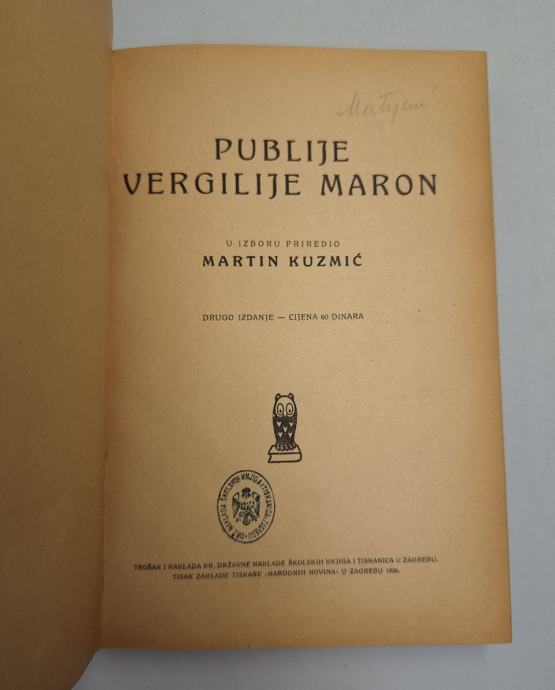 PUBLIJE
VERGILIJE MARON
U IZBORU PRIREDIO
MARTIN KUZMIĆ
DRUGO IZDANJE — CIJENA 60 DINARA
TROŠAK I NAKLADA KR. DRŽAVNE NAKLADE ŠKOLSKIH KNJIGA I TISKANICA U ZAGREBU.
TISAK ZAKLADE TISKARE »NARODNIH NOVINA« U ZAGREBU